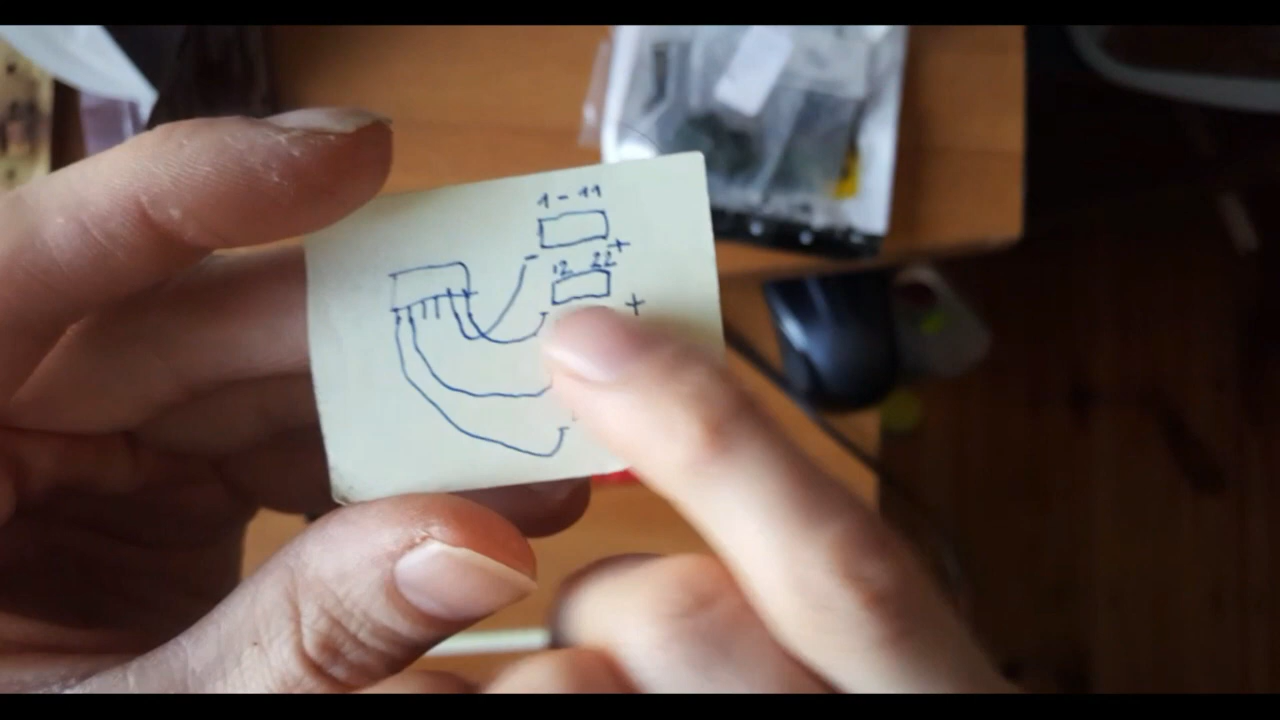 1 - 11
- +
12 22
+